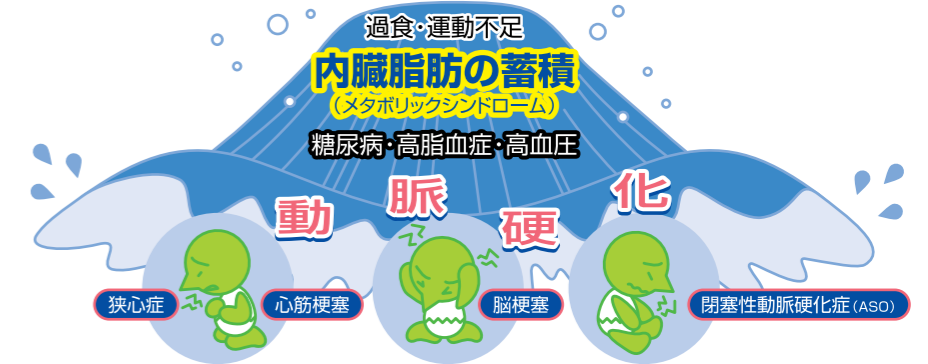 過食・運動不足
内臓脂肪の蓄積
（メタボリックシンドローム）
糖尿病・高脂血症・高血圧
動脈硬化
狭心症
心筋梗塞
脳梗塞
閉塞性動脈硬化症（ASO）